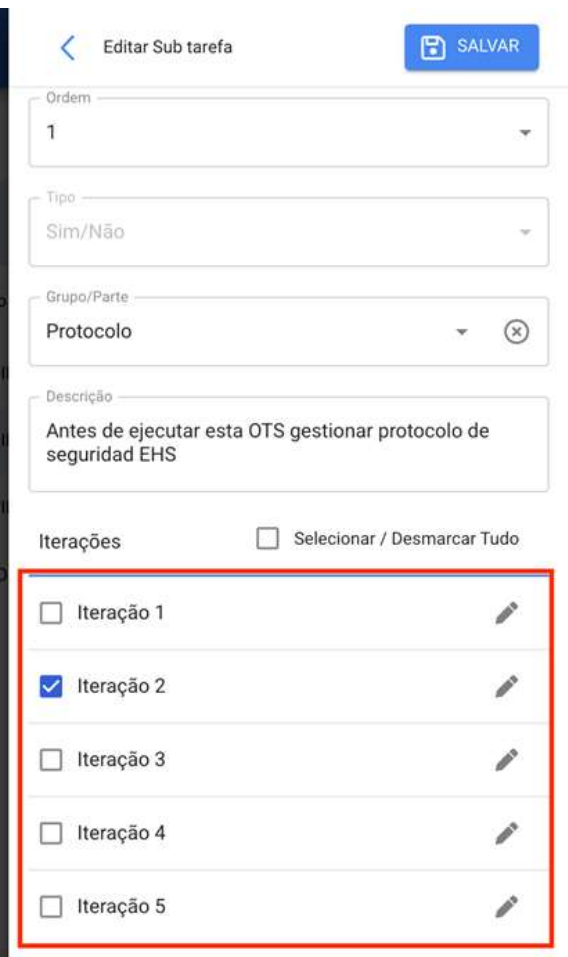 Editar Sub tarefa
SALVAR
Ordem
1
Tipo
Sim/Não
Grupo/Parte
Protocolo
Descrição
Antes de ejecutar esta OTS gestionar protocolo de
seguridad EHS
Iterações
Selecionar / Desmarcar Tudo
Iteração 1
Iteração 2
Iteração 3
Iteração 4
Iteração 5